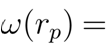 ω(r_p) =